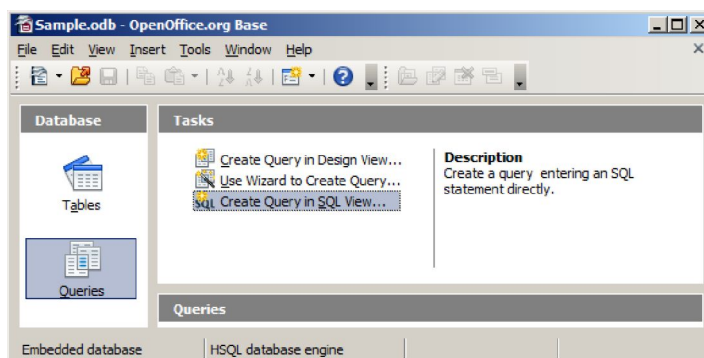 Sample.odb - OpenOffice.org Base
File Edit View Insert Tools Window Help
Database
Tables
Queries
Tasks
Create Query in Design View...
Use Wizard to Create Query...
SQL Create Query in SQL View...
Description
Create a query entering an SQL
statement directly.
Queries
Embedded database HSQL database engine